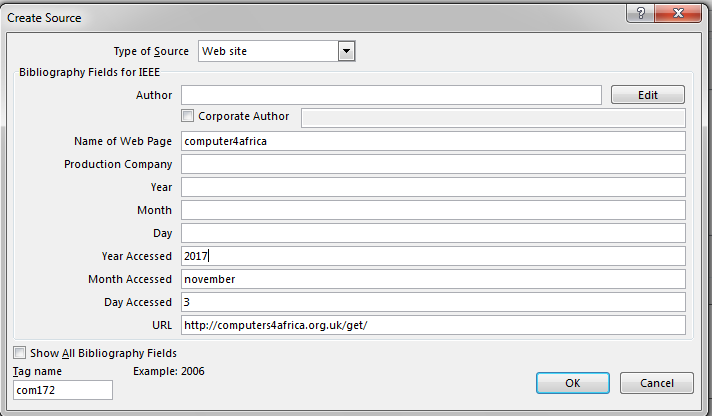 Create Source
Type of Source Web site
Bibliography Fields for IEEE
Author Edit
Corporate Author
Name of Web Page computer4africa
Production Company
Year
Month
Day
Year Accessed 2017
Month Accessed november
Day Accessed 3
URL http://computers4africa.org.uk/get/
Show All Bibliography Fields
Tag name Example: 2006
com172 OK Cancel